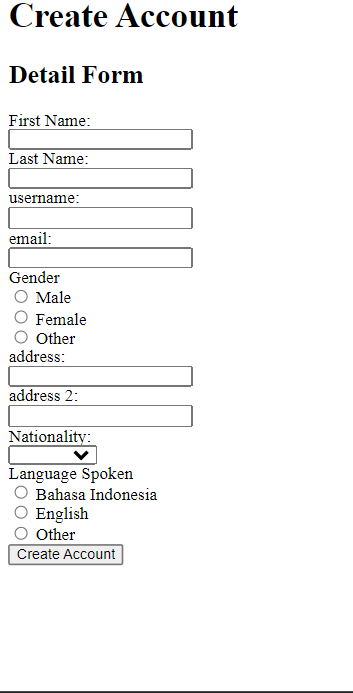 Create Account
Detail Form
First Name:
Last Name:
username:
email:
Gender
Male
Female
Other
address:
address 2:
Nationality:
Language Spoken
Bahasa Indonesia
English
Other
Create Account